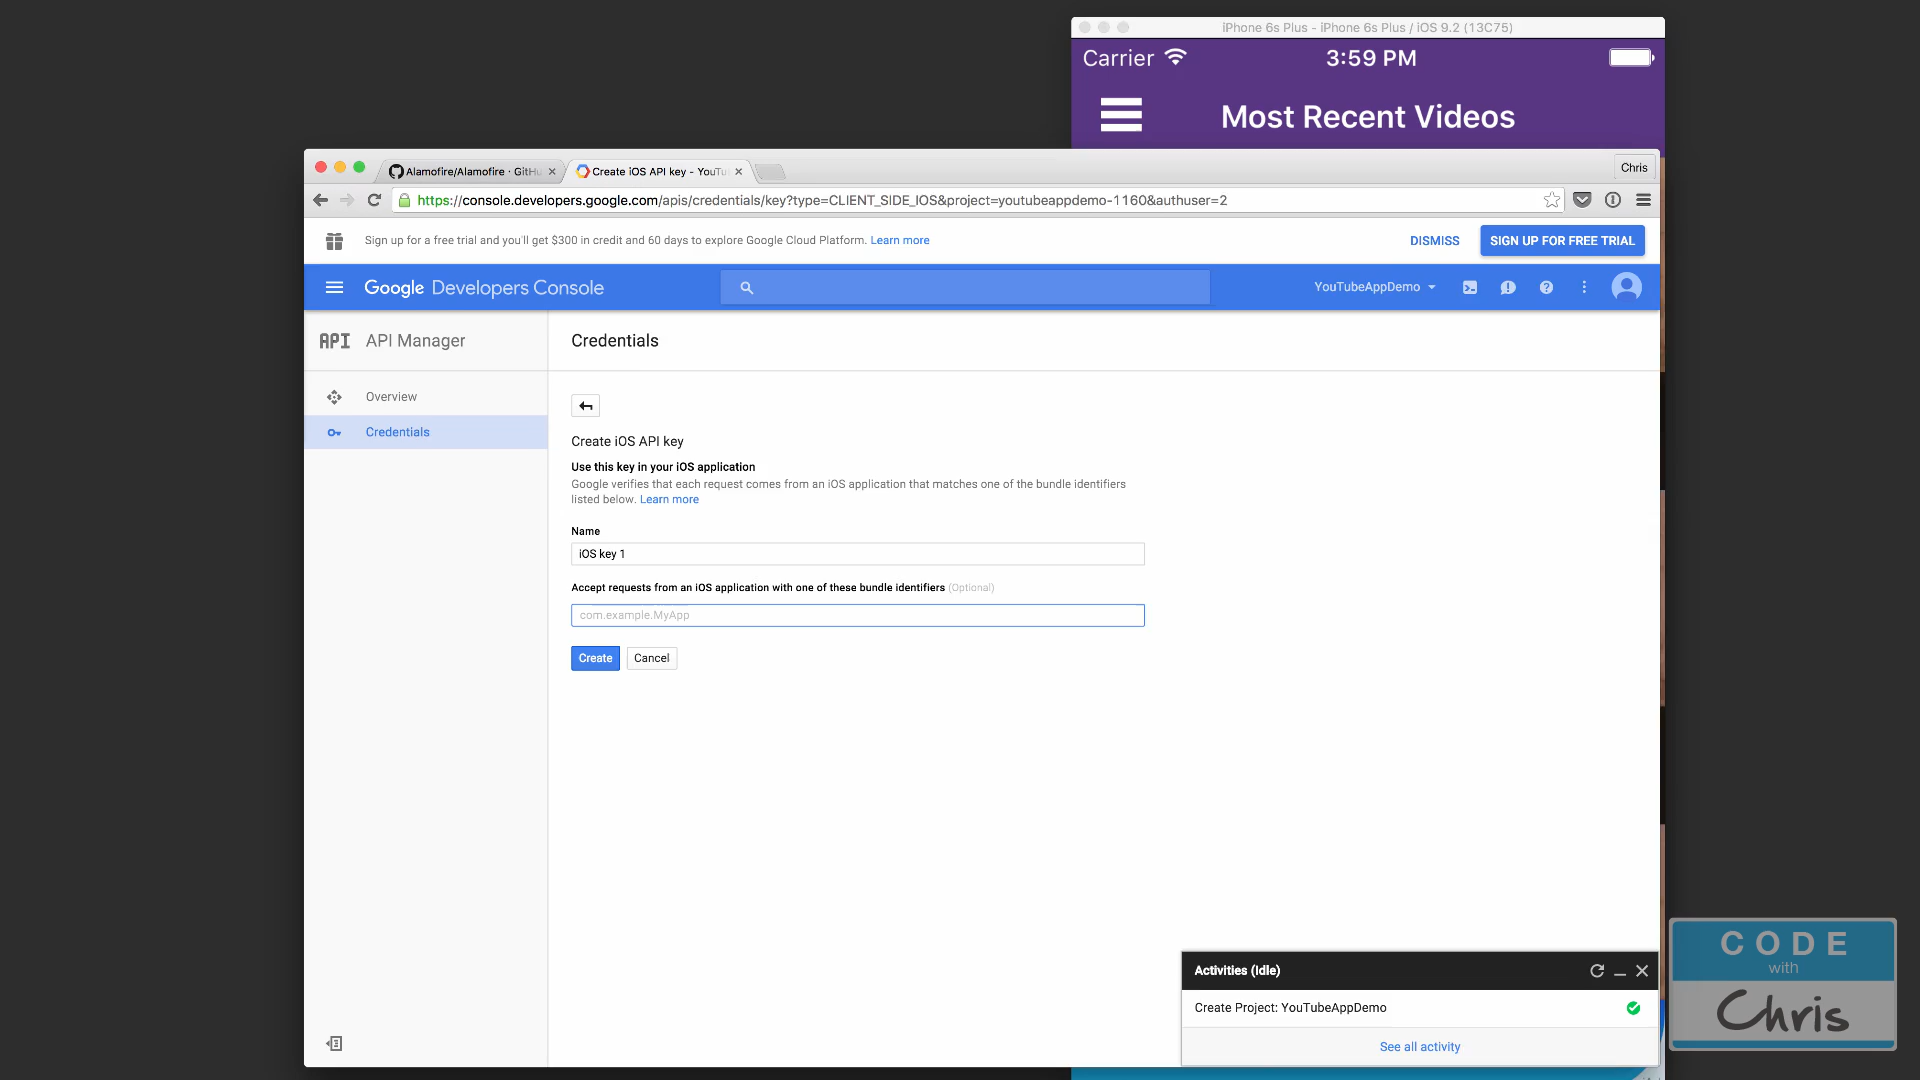 iPhone 6s Plus - iPhone 6s Plus / iOS 9.2 (13C75)
Carrier 3:59 PM
Most Recent Videos
Alamofire/Alamofire · GitHu
Create iOS API key - YouTu
Chris
https://console.developers.google.com/apis/credentials/key?type=CLIENT_SIDE_IOS&project=youtubeappdemo-1160&authuser=2
Sign up for a free trial and you'll get $300 in credit and 60 days to explore Google Cloud Platform. Learn more
DISMISS
SIGN UP FOR FREE TRIAL
Google Developers Console
YouTubeAppDemo
API API Manager
Credentials
Overview
Credentials
Create iOS API key
Use this key in your iOS application
Google verifies that each request comes from an iOS application that matches one of the bundle identifiers
listed below. Learn more
Name
iOS key 1
Accept requests from an iOS application with one of these bundle identifiers (Optional)
com.example.MyApp
Create
Cancel
Activities (Idle)
Create Project: YouTubeAppDemo
See all activity
CODE
with
Chris